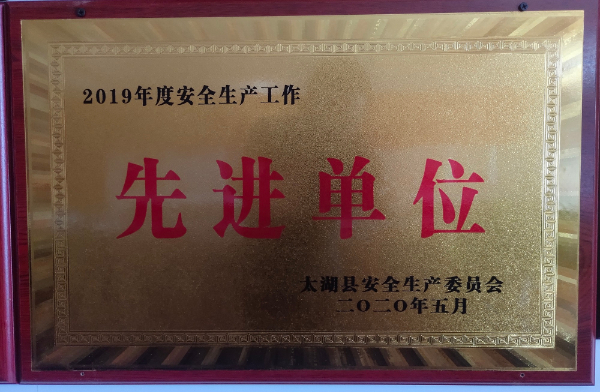 2019年度安全生产工作
先进单位
太湖县安全生产委员会
二〇二〇年五月